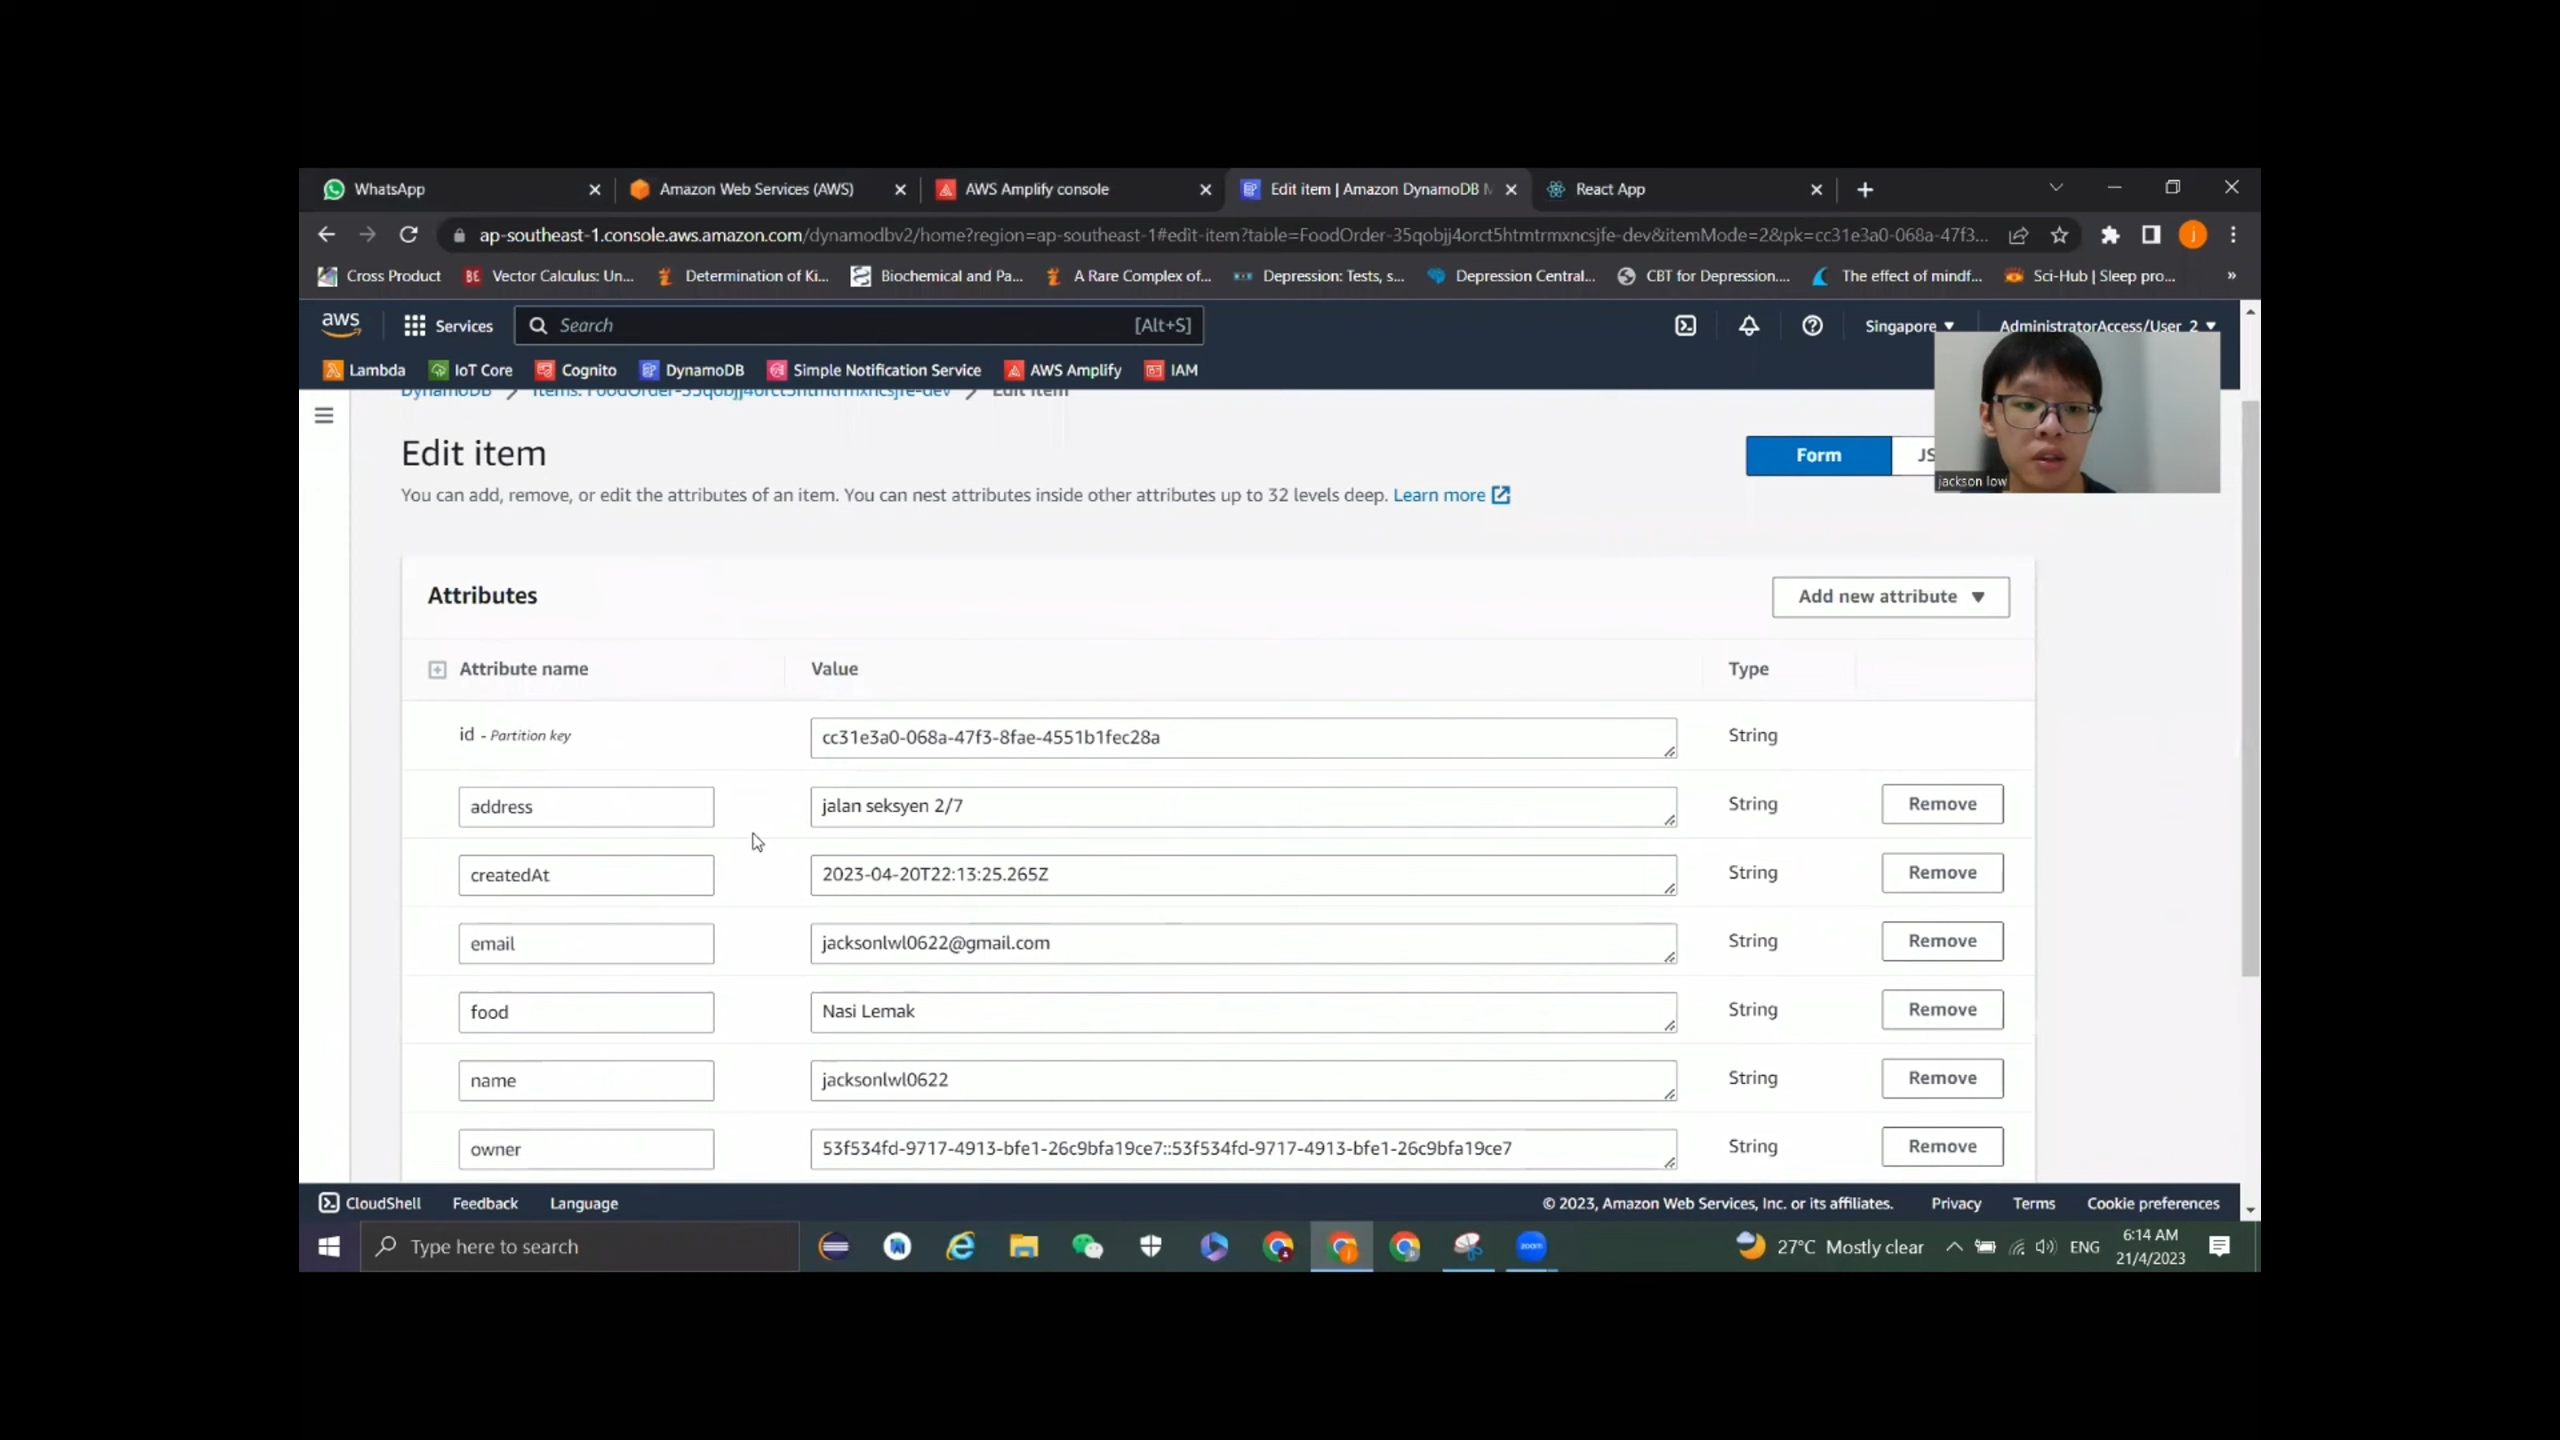 WhatsApp
Amazon Web Services (AWS)
AWS Amplify console
Edit item | Amazon DynamoDB
React App
ap-southeast-1.console.aws.amazon.com/dynamodbv2/home?region=ap-southeast-1#edit-item?table=FoodOrder-35qobjj4orct5htmtrmxncsjfe-dev&itemMode=2&pk=cc31e3a0-068a-47f3...
Cross Product
Vector Calculus: Un...
Determination of Ki...
Biochemical and Pa...
A Rare Complex of...
Depression: Tests, s...
Depression Central...
CBT for Depression....
The effect of mindf...
Sci-Hub | Sleep pro...
aws
Services
Search
[Alt+S]
Singapore
AdministratorAccess/User_2
Lambda
IoT Core
Cognito
DynamoDB
Simple Notification Service
AWS Amplify
IAM
DynamoDB
Items: FoodOrder-35qobjj4orct5htmtrmxncsjfe-dev
Edit item
Edit item
Form
JS
jackson low
You can add, remove, or edit the attributes of an item. You can nest attributes inside other attributes up to 32 levels deep. Learn more
Attributes
Add new attribute
Attribute name
Value
Type
id - Partition key
cc31e3a0-068a-47f3-8fae-4551b1fec28a
String
address
jalan seksyen 2/7
String
Remove
createdAt
2023-04-20T22:13:25.265Z
String
Remove
email
jacksonlwl0622@gmail.com
String
Remove
food
Nasi Lemak
String
Remove
name
jacksonlwl0622
String
Remove
owner
53f534fd-9717-4913-bfe1-26c9bfa19ce7::53f534fd-9717-4913-bfe1-26c9bfa19ce7
String
Remove
CloudShell
Feedback
Language
© 2023, Amazon Web Services, Inc. or its affiliates.
Privacy
Terms
Cookie preferences
Type here to search
zoom
27°C Mostly clear
ENG
6:14 AM
21/4/2023